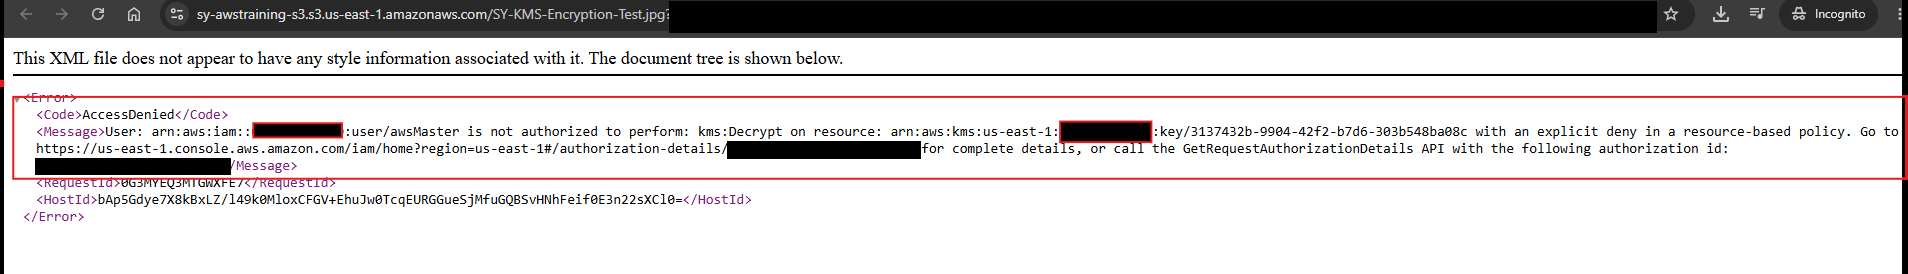 sy-awstraining-s3.s3.us-east-1.amazonaws.com/SY-KMS-Encryption-Test.jpg?
Incognito
This XML file does not appear to have any style information associated with it. The document tree is shown below.
<Error>
<Code>AccessDenied</Code>
<Message>User: arn:aws:iam:: :user/awsMaster is not authorized to perform: kms:Decrypt on resource: arn:aws:kms:us-east-1: :key/3137432b-9904-42f2-b7d6-303b548ba08c with an explicit deny in a resource-based policy. Go to
https://us-east-1.console.aws.amazon.com/iam/home?region=us-east-1#/authorization-details/ for complete details, or call the GetRequestAuthorizationDetails API with the following authorization id:
/Message>
<RequestId>0G3MYEQ3MTGWXFE7</RequestId>
<HostId>bAp5Gdye7X8kBxLZ/l49k0MloxCFGV+EhuJw0TcqEURGGueSjMfuGQBSvHNhFeif0E3n22sXCl0=</HostId>
</Error>